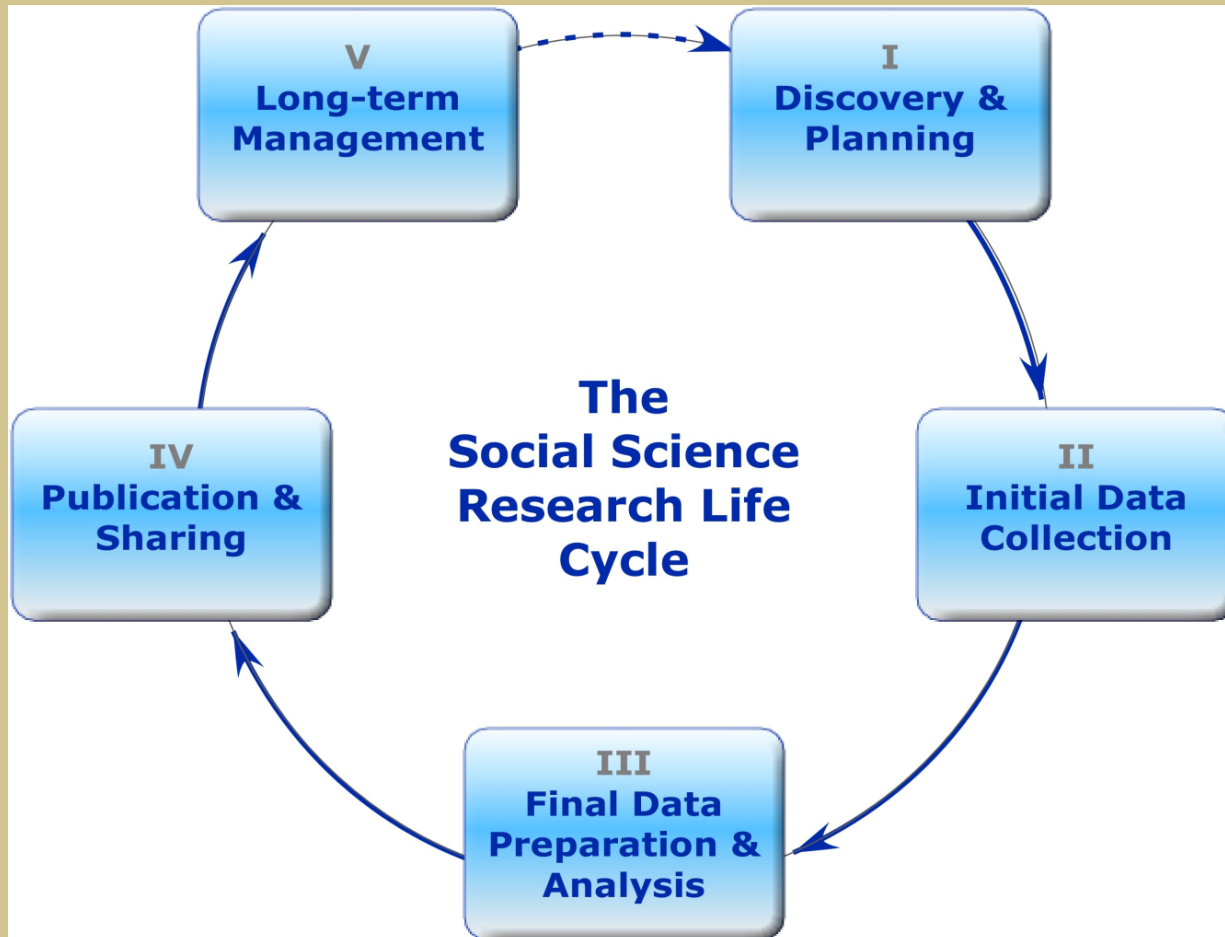 V
Long-term
Management
I
Discovery &
Planning
The
Social Science
Research Life
Cycle
IV
Publication &
Sharing
II
Initial Data
Collection
III
Final Data
Preparation &
Analysis